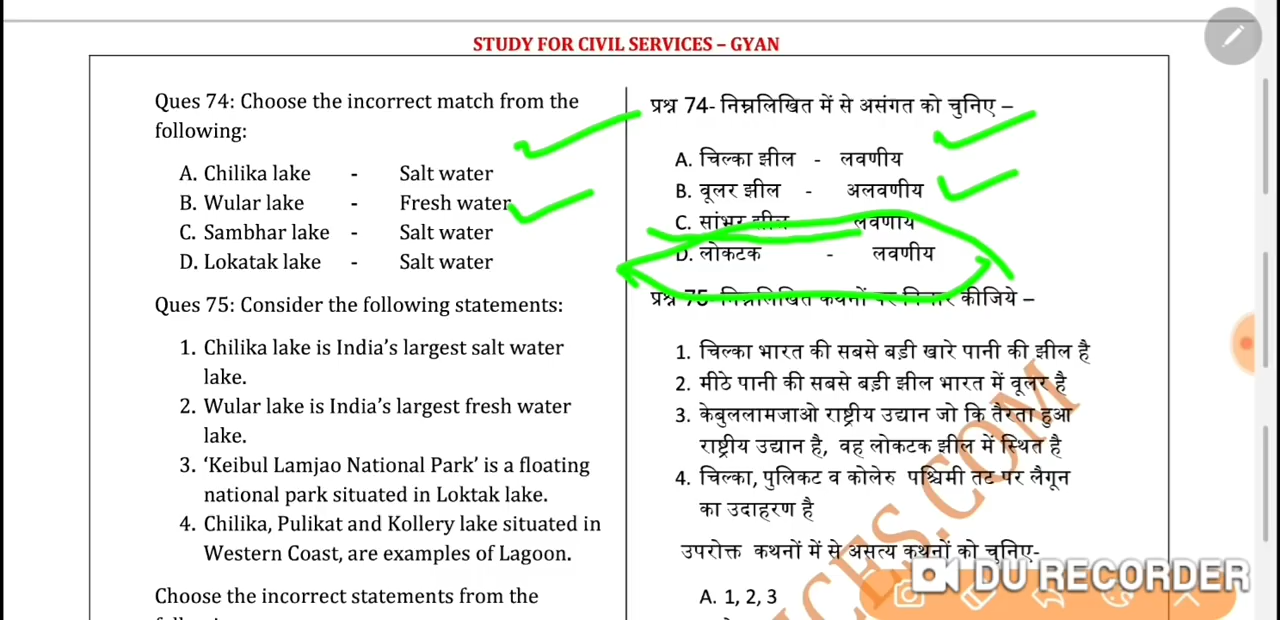 STUDY FOR CIVIL SERVICES – GYAN
Ques 74: Choose the incorrect match from the
following:
A. Chilika lake - Salt water
B. Wular lake - Fresh water
C. Sambhar lake - Salt water
D. Lokatak lake - Salt water
Ques 75: Consider the following statements:
1. Chilika lake is India’s largest salt water
lake.
2. Wular lake is India’s largest fresh water
lake.
3. ‘Keibul Lamjao National Park’ is a floating
national park situated in Loktak lake.
4. Chilika, Pulikat and Kollery lake situated in
Western Coast, are examples of Lagoon.
Choose the incorrect statements from the
प्रश्न 74- निम्नलिखित में से असंगत को चुनिए –
A. चिल्का झील - लवणीय
B. वूलर झील - अलवणीय
C. सांभर झील लवणीय
D. लोकटक - लवणीय
प्रश्न 75- निम्नलिखित कथनों पर विचार कीजिये –
1. चिल्का भारत की सबसे बड़ी खारे पानी की झील है
2. मीठे पानी की सबसे बड़ी झील भारत में वूलर है
3. केबुललामजाओ राष्ट्रीय उद्यान जो कि तैरता हुआ
राष्ट्रीय उद्यान है, वह लोकटक झील में स्थित है
4. चिल्का, पुलिकट व कोलेरु पश्चिमी तट पर लैगून
का उदाहरण है
उपरोक्त कथनों में से असत्य कथनों को चुनिए-
A. 1, 2, 3
DU RECORDER